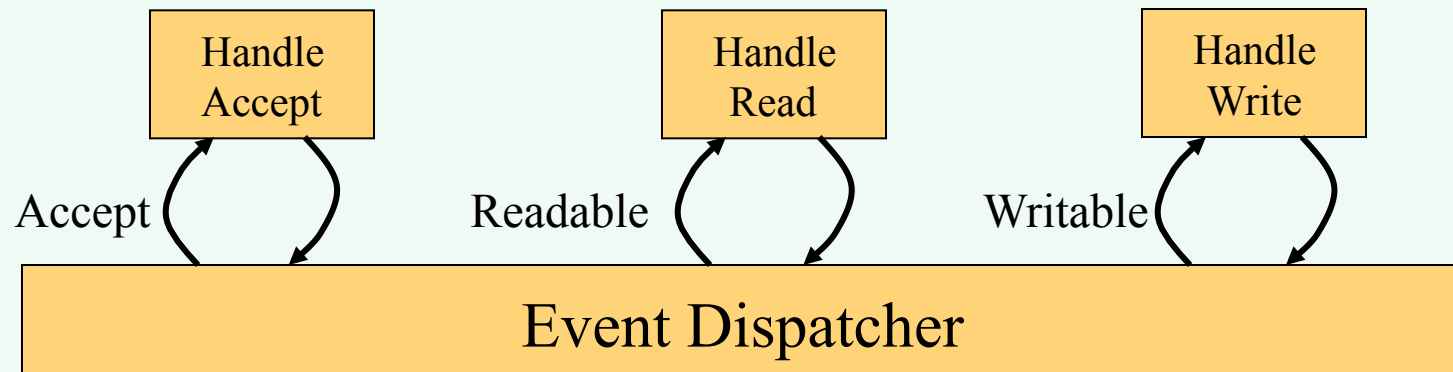 Handle
Accept
Handle
Read
Handle
Write
Accept
Readable
Writable
Event Dispatcher